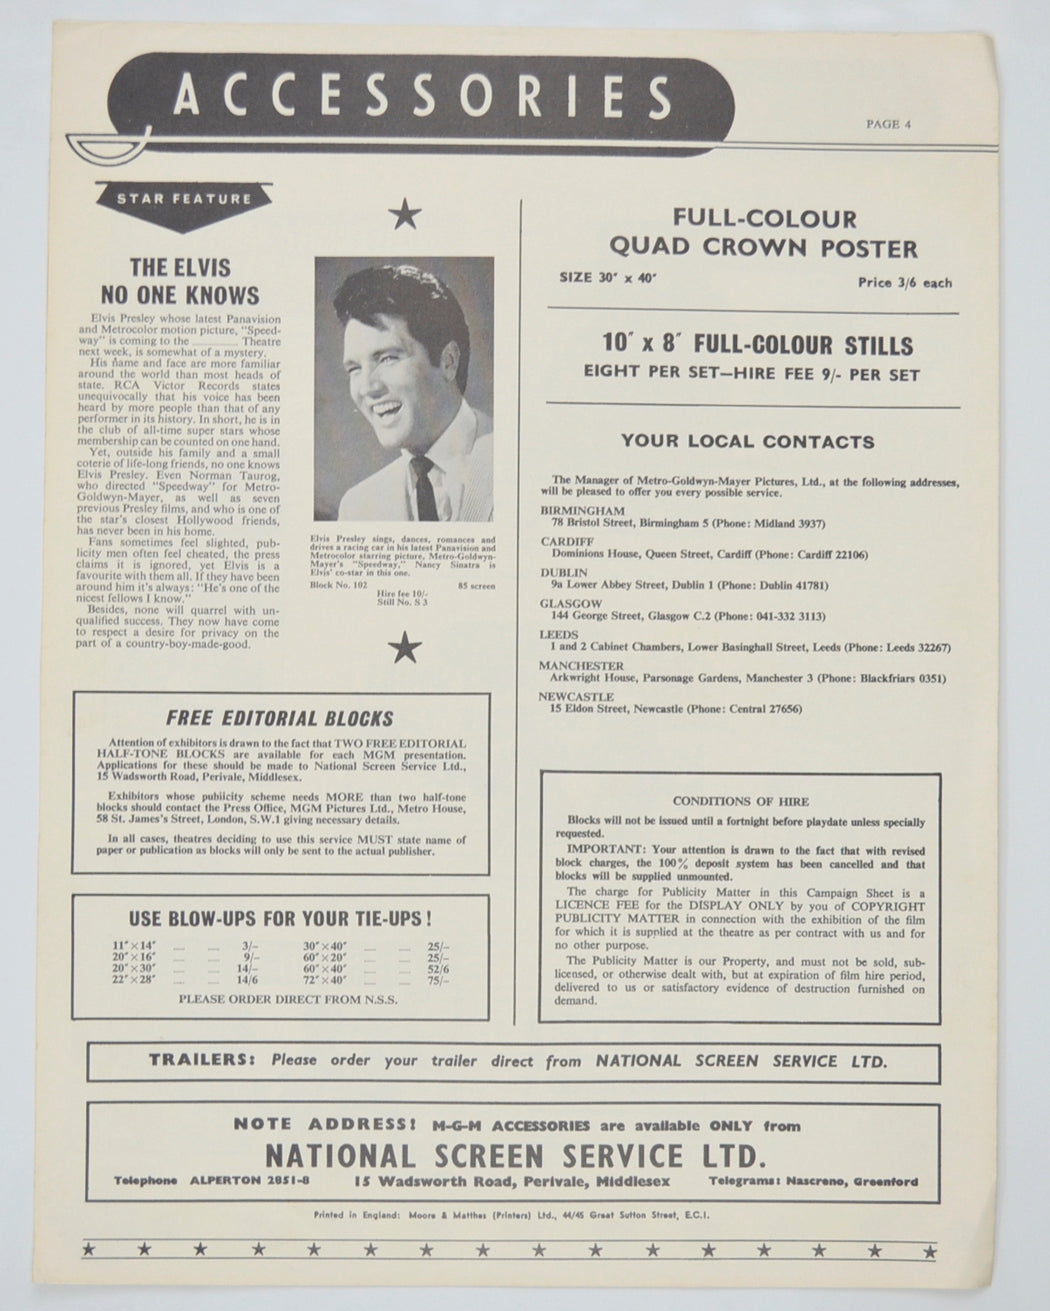 ACCESSORIES
PAGE 4
STAR FEATURE
THE ELVIS
NO ONE KNOWS
Elvis Presley whose latest Panavision
and Metrocolor motion picture, "Speed-
way" is coming to the ............ Theatre
next week, is somewhat of a mystery.
His name and face are more familiar
around the world than most heads of
state. RCA Victor Records states
unequivocally that his voice has been
heard by more people than that of any
performer in its history. In short, he is in
the club of all-time super stars whose
membership can be counted on one hand.
Yet, outside his family and a small
coterie of life-long friends, no one knows
Elvis Presley. Even Norman Taurog,
who directed "Speedway" for Metro-
Goldwyn-Mayer, as well as seven
previous Presley films, and who is one of
the star's closest Hollywood friends,
has never been in his home.
Fans sometimes feel slighted, pub-
licity men often feel cheated, the press
claims it is ignored, yet Elvis is a
favourite with them all. If they have been
around him it's always: "He's one of the
nicest fellows I know."
Besides, none will quarrel with un-
qualified success. They now have come
to respect a desire for privacy on the
part of a country-boy-made-good.
Elvis Presley sings, dances, romances and
drives a racing car in his latest Panavision and
Metrocolor starring picture, Metro-Goldwyn-
Mayer's "Speedway." Nancy Sinatra is
Elvis' co-star in this one.
Block No. 102 85 screen
Hire fee 10/-
Still No. S 3
FREE EDITORIAL BLOCKS
Attention of exhibitors is drawn to the fact that TWO FREE EDITORIAL
HALF-TONE BLOCKS are available for each MGM presentation.
Applications for these should be made to National Screen Service Ltd.,
15 Wadsworth Road, Perivale, Middlesex.
Exhibitors whose publicity scheme needs MORE than two half-tone
blocks should contact the Press Office, MGM Pictures Ltd., Metro House,
58 St. James's Street, London, S.W.1 giving necessary details.
In all cases, theatres deciding to use this service MUST state name of
paper or publication as blocks will only be sent to the actual publisher.
USE BLOW-UPS FOR YOUR TIE-UPS!
11" × 14" .... .... 3/- 30" × 40" .... .... 25/-
20" × 16" .... .... 9/- 60" × 20" .... .... 25/-
20" × 30" .... .... 14/- 60" × 40" .... .... 52/6
22" × 28" .... .... 14/6 72" × 40" .... .... 75/-
PLEASE ORDER DIRECT FROM N.S.S.
FULL-COLOUR
QUAD CROWN POSTER
SIZE 30" x 40" Price 3/6 each
10" x 8" FULL-COLOUR STILLS
EIGHT PER SET—HIRE FEE 9/- PER SET
YOUR LOCAL CONTACTS
The Manager of Metro-Goldwyn-Mayer Pictures, Ltd., at the following addresses,
will be pleased to offer you every possible service.
BIRMINGHAM
78 Bristol Street, Birmingham 5 (Phone: Midland 3937)
CARDIFF
Dominions House, Queen Street, Cardiff (Phone: Cardiff 22106)
DUBLIN
9a Lower Abbey Street, Dublin 1 (Phone: Dublin 41781)
GLASGOW
144 George Street, Glasgow C.2 (Phone: 041-332 3113)
LEEDS
1 and 2 Cabinet Chambers, Lower Basinghall Street, Leeds (Phone: Leeds 32267)
MANCHESTER
Arkwright House, Parsonage Gardens, Manchester 3 (Phone: Blackfriars 0351)
NEWCASTLE
15 Eldon Street, Newcastle (Phone: Central 27656)
CONDITIONS OF HIRE
Blocks will not be issued until a fortnight before playdate unless specially
requested.
IMPORTANT: Your attention is drawn to the fact that with revised
block charges, the 100% deposit system has been cancelled and that
blocks will be supplied unmounted.
The charge for Publicity Matter in this Campaign Sheet is a
LICENCE FEE for the DISPLAY ONLY by you of COPYRIGHT
PUBLICITY MATTER in connection with the exhibition of the film
for which it is supplied at the theatre as per contract with us and for
no other purpose.
The Publicity Matter is our Property, and must not be sold, sub-
licensed, or otherwise dealt with, but at expiration of film hire period,
delivered to us or satisfactory evidence of destruction furnished on
demand.
TRAILERS: Please order your trailer direct from NATIONAL SCREEN SERVICE LTD.
NOTE ADDRESS! M-G-M ACCESSORIES are available ONLY from
NATIONAL SCREEN SERVICE LTD.
Telephone ALPERTON 2851-8 15 Wadsworth Road, Perivale, Middlesex Telegrams: Nascreno, Greenford
Printed in England: Moore & Matthes (Printers) Ltd., 44/45 Great Sutton Street, E.C.1.